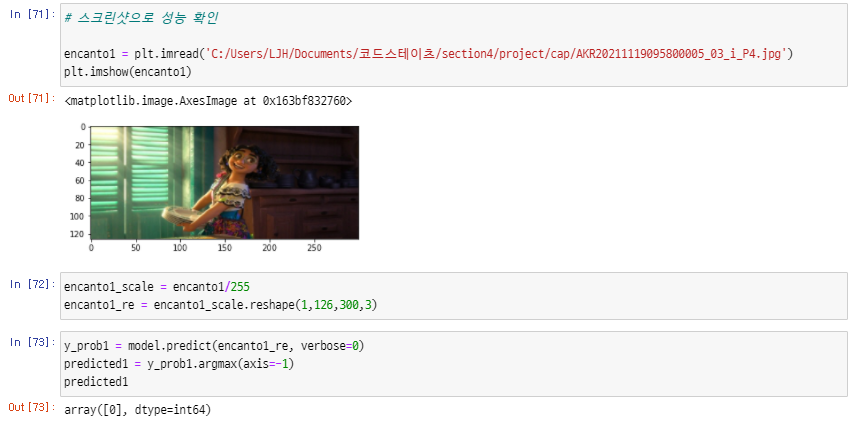 In [71]:
# 스크린샷으로 성능 확인
encanto1 = plt.imread('C:/Users/LJH/Documents/코드스테이츠/section4/project/cap/AKR20211119095800005_03_i_P4.jpg')
plt.imshow(encanto1)
Out[71]:
<matplotlib.image.AxesImage at 0x163bf832760>
0
20
40
60
80
100
120
0 50 100 150 200 250
In [72]:
encanto1_scale = encanto1/255
encanto1_re = encanto1_scale.reshape(1,126,300,3)
In [73]:
y_prob1 = model.predict(encanto1_re, verbose=0)
predicted1 = y_prob1.argmax(axis=-1)
predicted1
Out[73]:
array([0], dtype=int64)